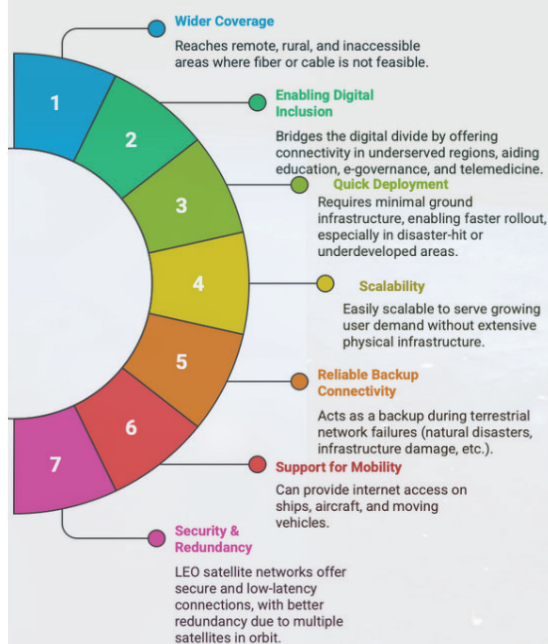 Wider Coverage
Reaches remote, rural, and inaccessible
areas where fiber or cable is not feasible.
1
Enabling Digital
Inclusion
Bridges the digital divide by offering
connectivity in underserved regions, aiding
education, e-governance, and telemedicine.
2
Quick Deployment
Requires minimal ground
infrastructure, enabling faster rollout,
especially in disaster-hit or
underdeveloped areas.
3
Scalability
Easily scalable to serve growing
user demand without extensive
physical infrastructure.
4
Reliable Backup
Connectivity
Acts as a backup during terrestrial
network failures (natural disasters,
infrastructure damage, etc.).
5
Support for Mobility
Can provide internet access on
ships, aircraft, and moving
vehicles.
6
Security &
Redundancy
LEO satellite networks offer
secure and low-latency
connections, with better
redundancy due to multiple
satellites in orbit.
7